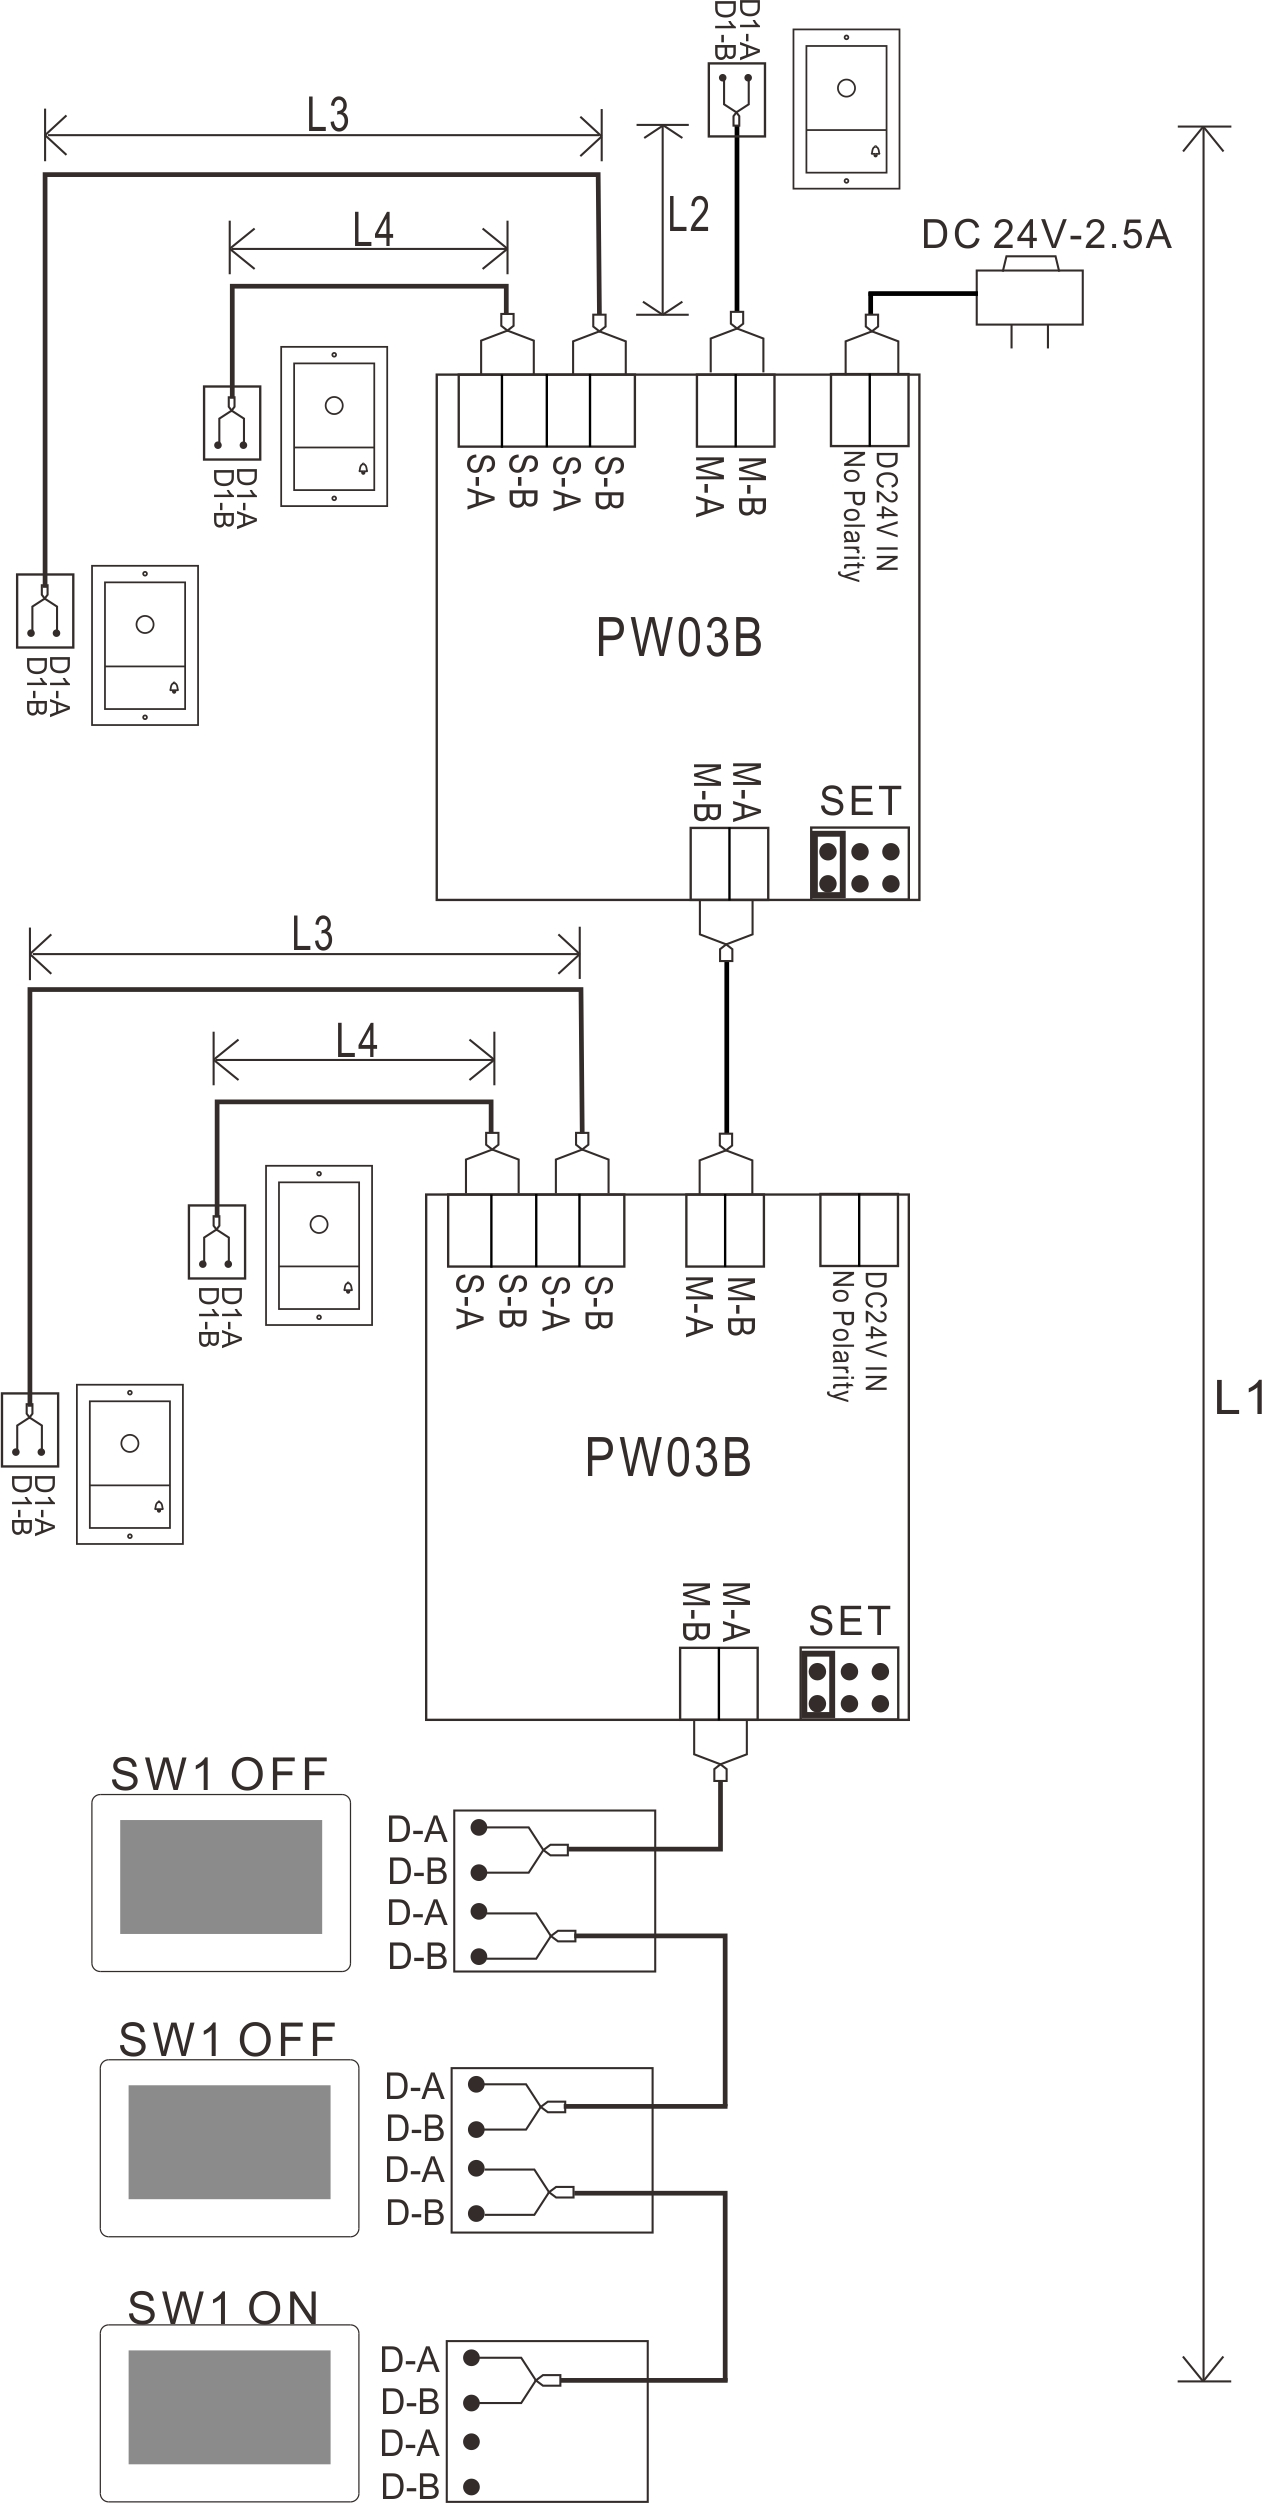 D1-A
D1-B
L3
L2
L4
DC 24V-2.5A
S-A
S-B
S-A
S-B
M-A
M-B
No Polarity
DC24V IN
D1-A
D1-B
PW03B
D1-A
D1-B
M-B
M-A
SET
L3
L4
S-A
S-B
S-A
S-B
M-A
M-B
No Polarity
DC24V IN
D1-A
D1-B
L1
PW03B
D1-A
D1-B
M-B
M-A
SET
SW1 OFF
D-A
D-B
D-A
D-B
SW1 OFF
D-A
D-B
D-A
D-B
SW1 ON
D-A
D-B
D-A
D-B